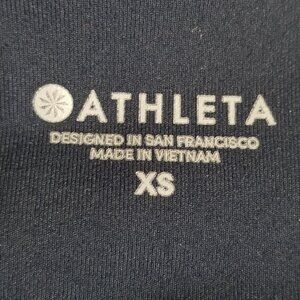 ATHLETA
DESIGNED IN SAN FRANCISCO
MADE IN VIETNAM
XS